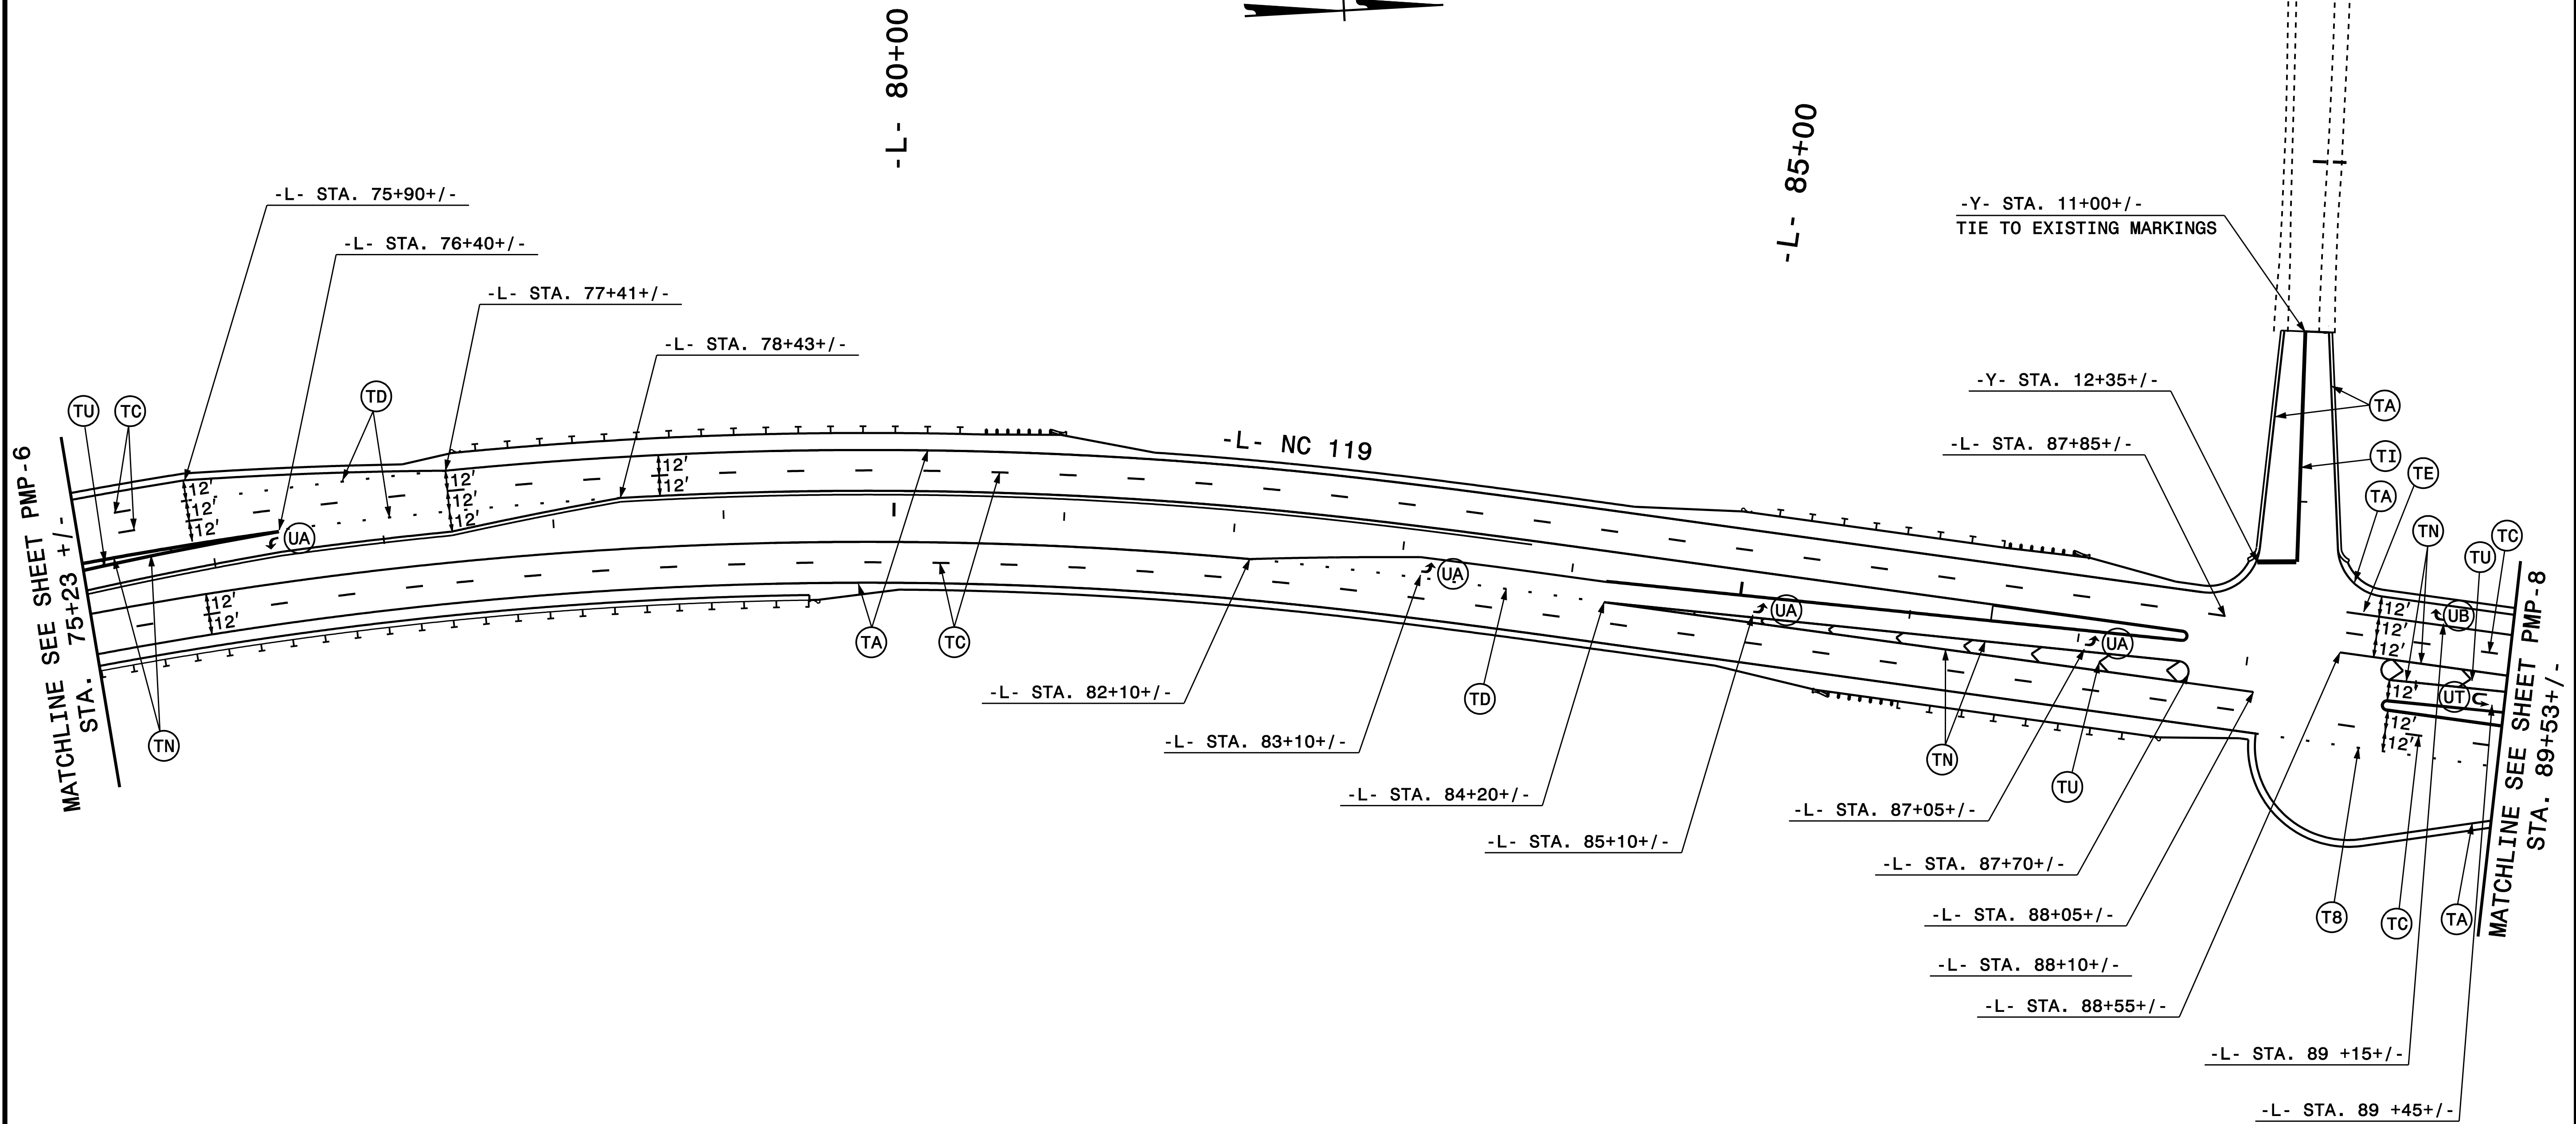 -L- 80+00
-L- 85+00
-L- STA. 75+90+/-
-L- STA. 76+40+/-
-L- STA. 77+41+/-
-L- STA. 78+43+/-
-Y- STA. 11+00+/-
TIE TO EXISTING MARKINGS
-Y- STA. 12+35+/-
-L- STA. 87+85+/-
-L- NC 119
TU
TC
TD
TA
TI
TE
TA
TN
TU
TC
MATCHLINE SEE SHEET PMP-6
STA. 75+23 +/-
12'
12'
12'
12'
12'
12'
12'
12'
12'
12'
UA
UA
UA
UA
12'
12'
12'
UB
12'
UT
12'
12'
MATCHLINE SEE SHEET PMP-8
STA. 89+53+/-
TN
TA
TC
TD
TN
TU
T8
TC
TA
-L- STA. 82+10+/-
-L- STA. 83+10+/-
-L- STA. 84+20+/-
-L- STA. 85+10+/-
-L- STA. 87+05+/-
-L- STA. 87+70+/-
-L- STA. 88+05+/-
-L- STA. 88+10+/-
-L- STA. 88+55+/-
-L- STA. 89 +15+/-
-L- STA. 89 +45+/-